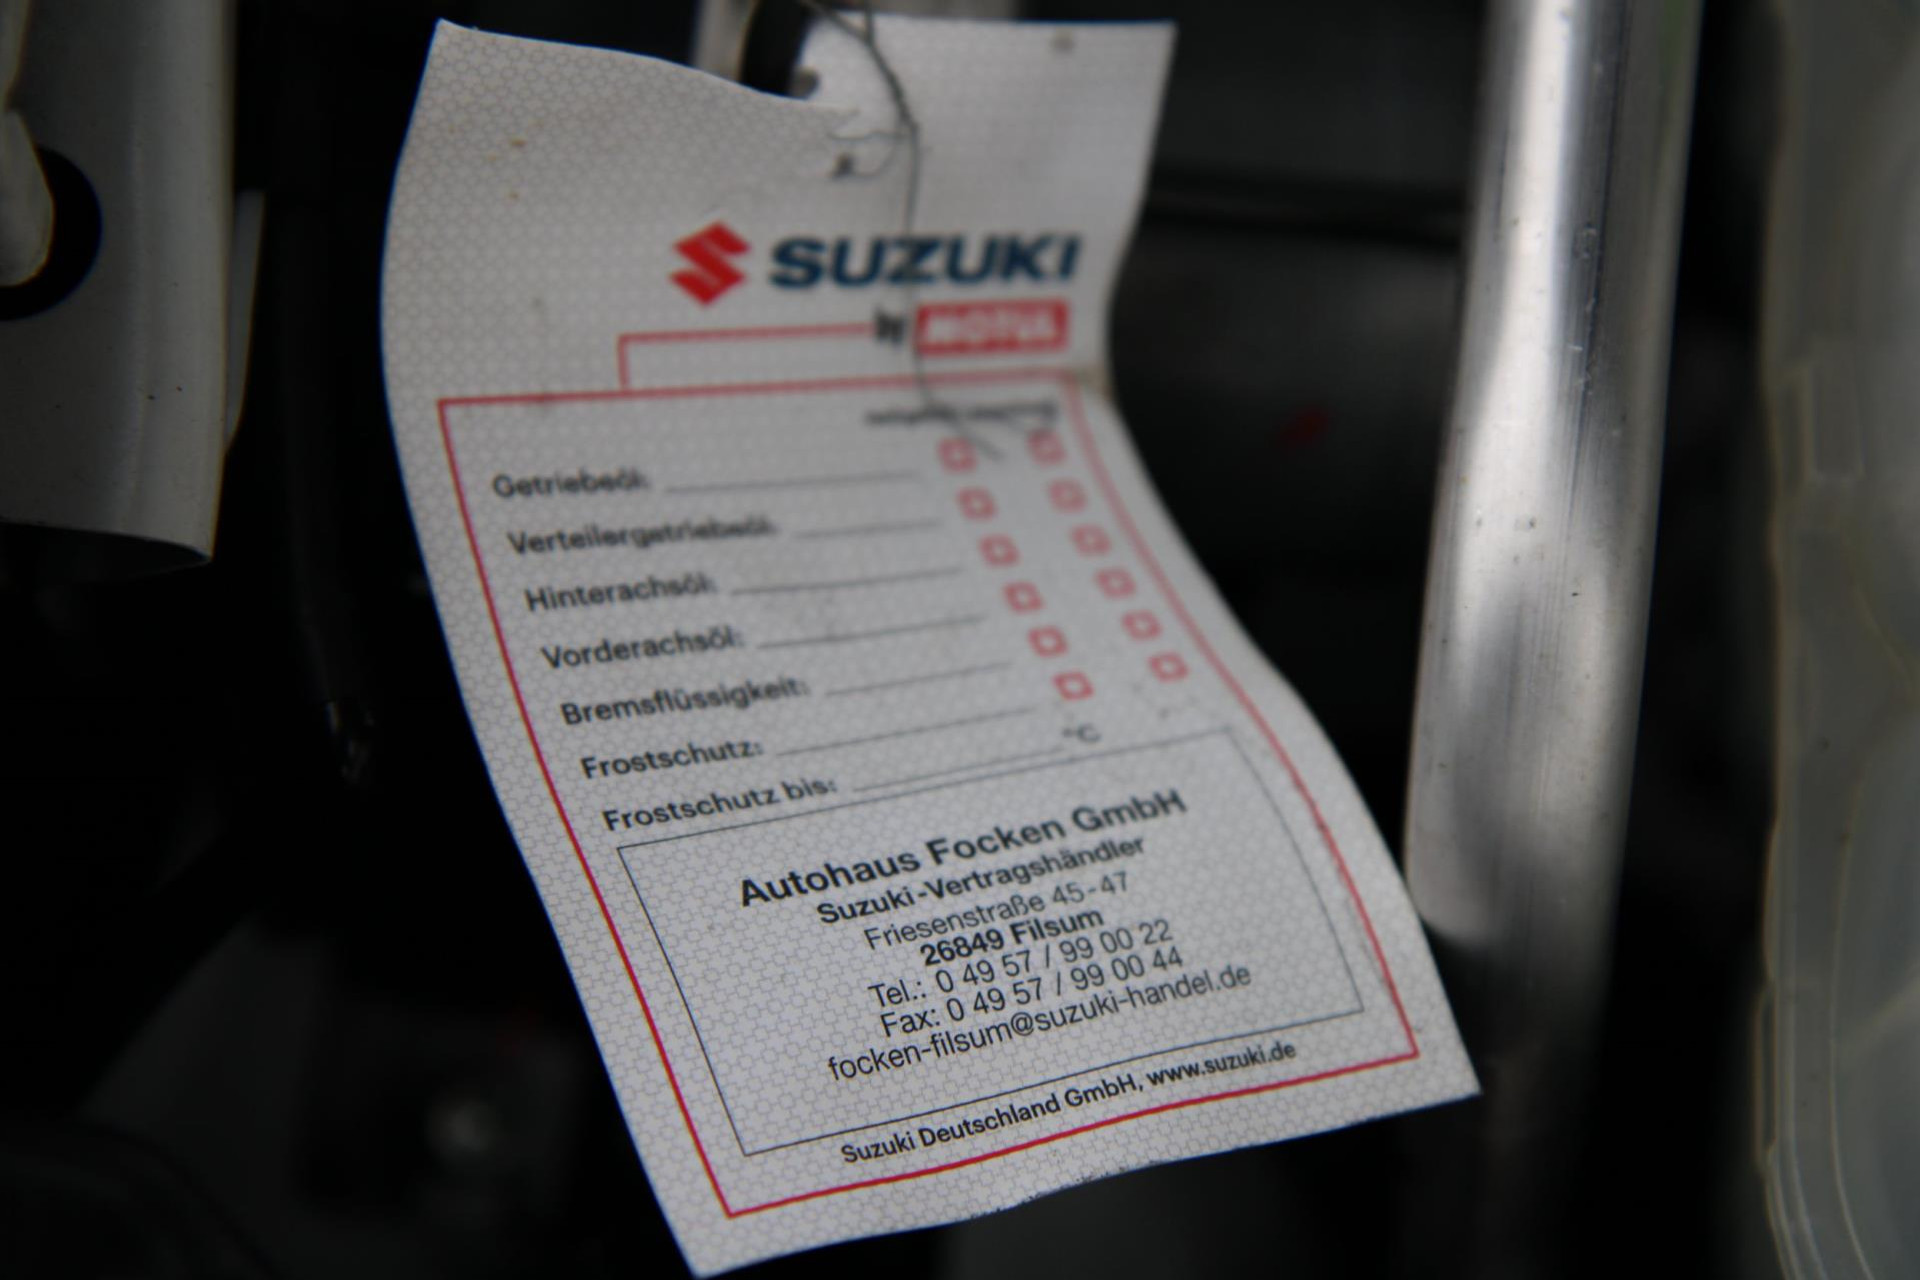 SUZUKI
by MOTUL
Getriebeöl:
Verteilergetriebeöl:
Hinterachsöl:
Vorderachsöl:
Bremsflüssigkeit:
Frostschutz:
Frostschutz bis: °C
Autohaus Focken GmbH
Suzuki-Vertragshändler
Friesenstraße 45-47
26849 Filsum
Tel.: 0 49 57 / 99 00 22
Fax: 0 49 57 / 99 00 44
focken-filsum@suzuki-handel.de
Suzuki Deutschland GmbH, www.suzuki.de